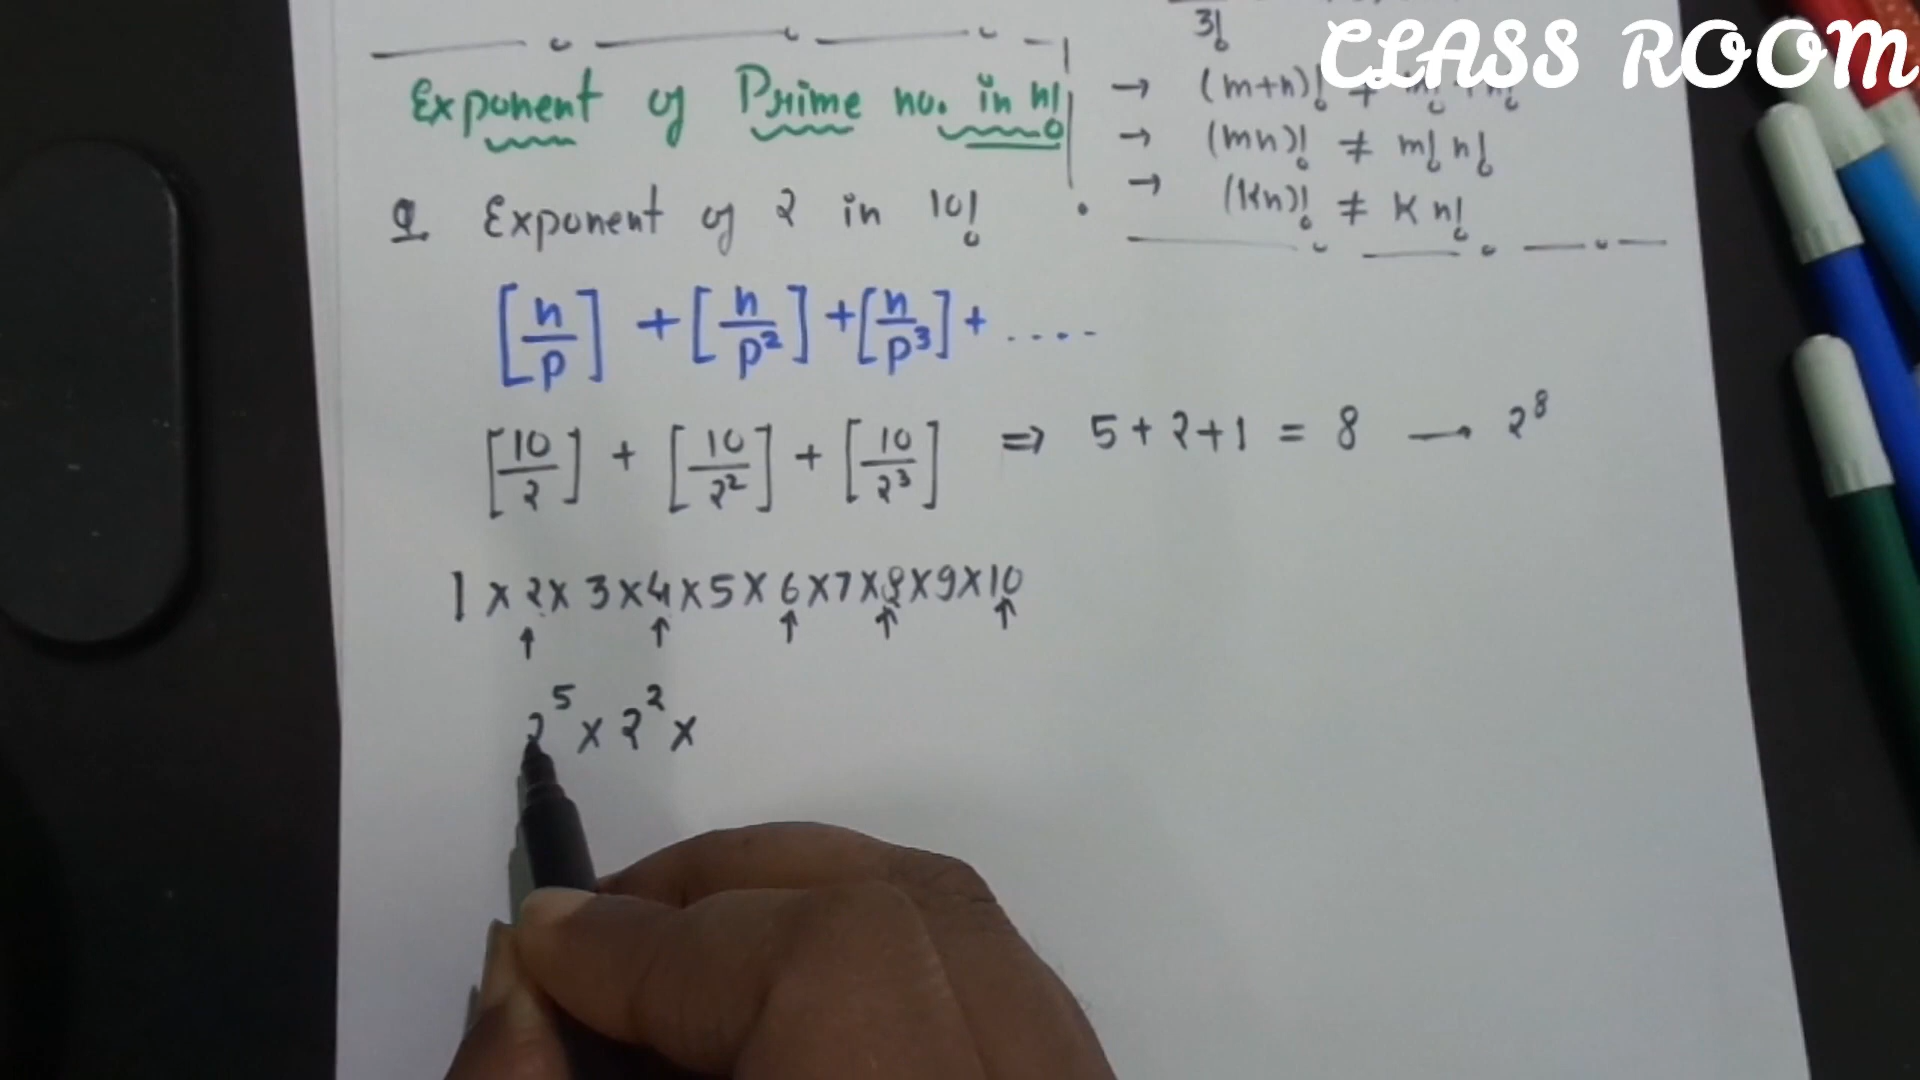 CLASS ROOM
3!
→ (m+n)! ≠ m! + n!
→ (mn)! ≠ m! n!
→ (Kn)! ≠ K n!
Exponent of Prime no. in n!
Q Exponent of 2 in 10!
[n/p] + [n/p²] + [n/p³] + ....
[10/2] + [10/2²] + [10/2³] ⇒ 5+2+1 = 8 → 2⁸
1 × 2 × 3 × 4 × 5 × 6 × 7 × 8 × 9 × 10
↑ ↑ ↑ ↑ ↑
2⁵ × 2² ×